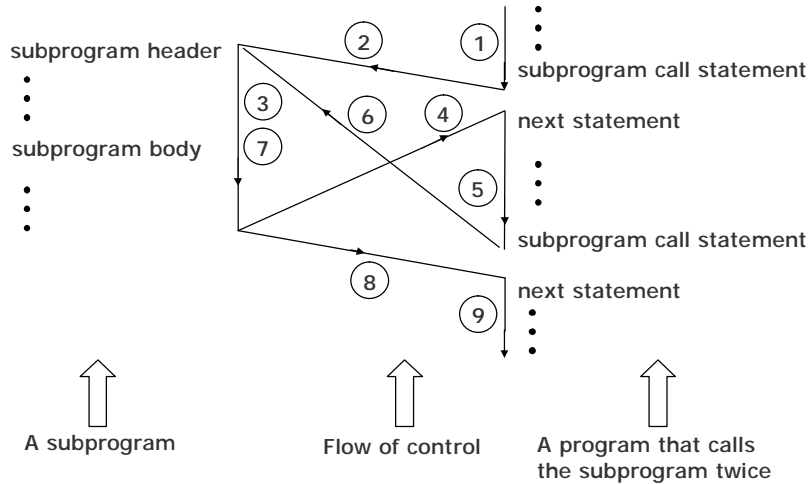 1
2
subprogram header
subprogram call statement
3
6
4
next statement
subprogram body
7
5
subprogram call statement
8
next statement
9
A subprogram
Flow of control
A program that calls
the subprogram twice